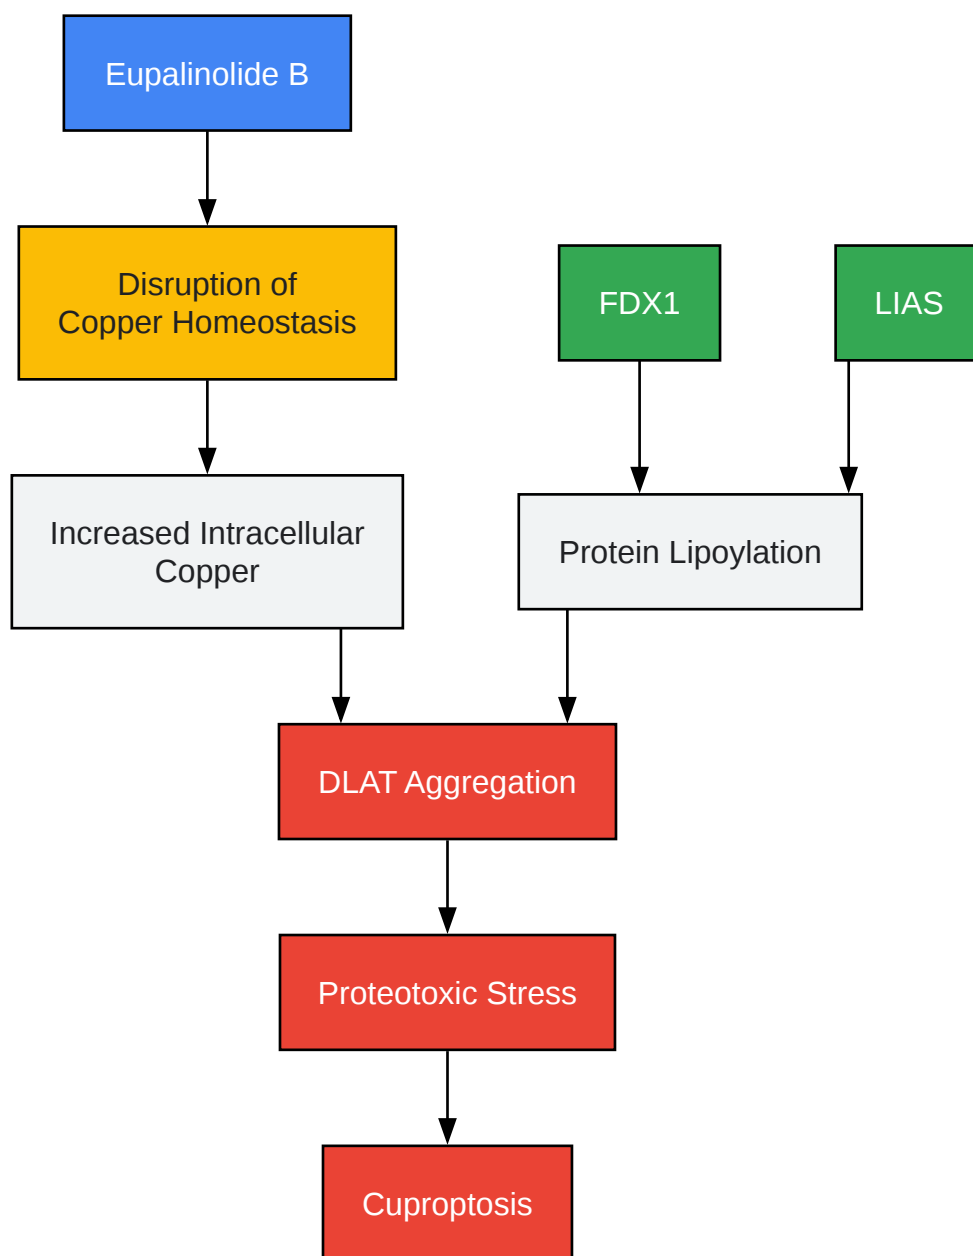 Eupalinolide B
Disruption of
Copper Homeostasis
FDX1
LIAS
Increased Intracellular
Copper
Protein Lipoylation
DLAT Aggregation
Proteotoxic Stress
Cuproptosis